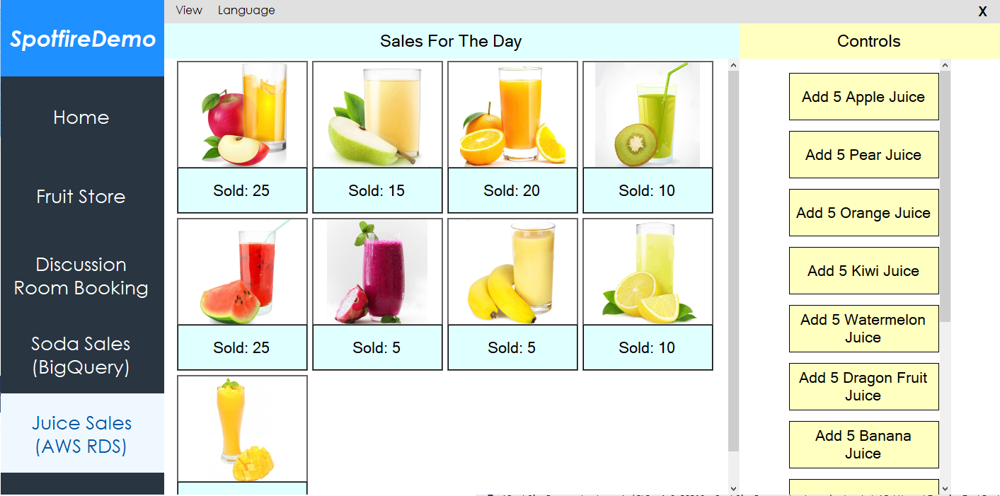 SpotfireDemo
View
Language
X
Home
Fruit Store
Discussion
Room Booking
Soda Sales
(BigQuery)
Juice Sales
(AWS RDS)
Sales For The Day
Sold: 25
Sold: 15
Sold: 20
Sold: 10
Sold: 25
Sold: 5
Sold: 5
Sold: 10
Controls
Add 5 Apple Juice
Add 5 Pear Juice
Add 5 Orange Juice
Add 5 Kiwi Juice
Add 5 Watermelon
Juice
Add 5 Dragon Fruit
Juice
Add 5 Banana
Juice